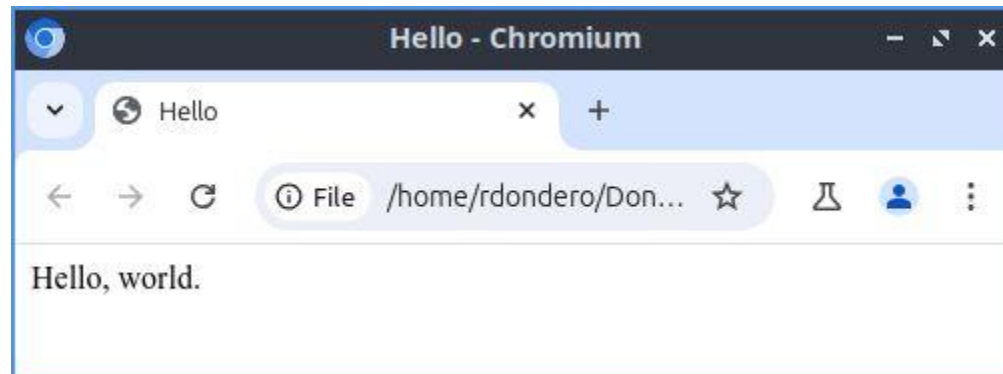 Hello - Chromium
Hello
File /home/rdondero/Don...
Hello, world.